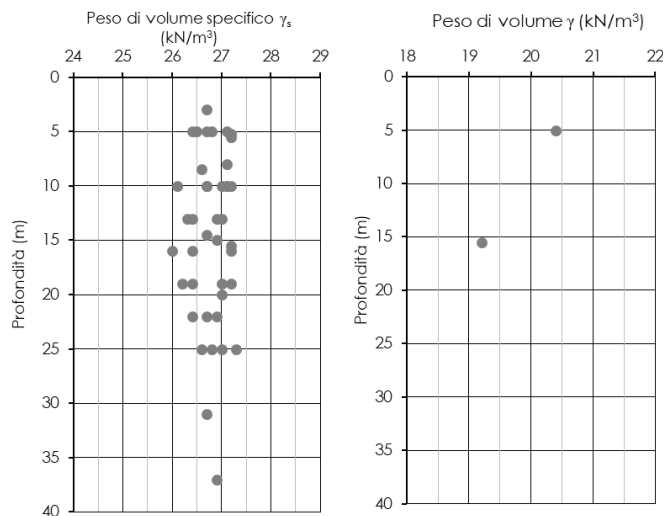 Peso di volume specifico γs
(kN/m³)
24 25 26 27 28 29
0
5
10
15
20
25
30
35
40
Profondità (m)
Peso di volume γ (kN/m³)
18 19 20 21 22
0
5
10
15
20
25
30
35
40
Profondità (m)